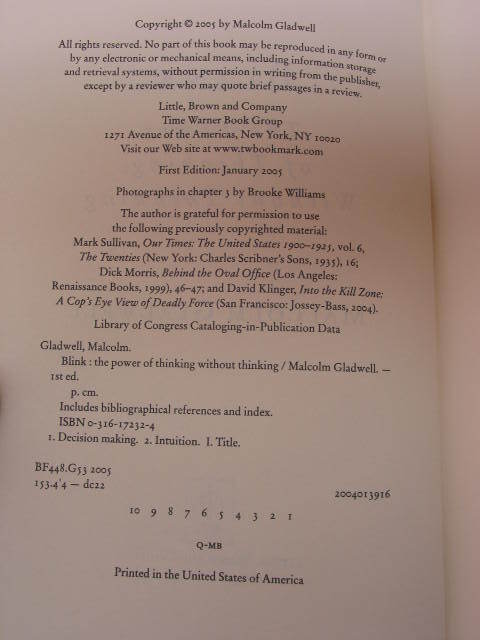 Copyright © 2005 by Malcolm Gladwell
All rights reserved. No part of this book may be reproduced in any form or
by any electronic or mechanical means, including information storage
and retrieval systems, without permission in writing from the publisher,
except by a reviewer who may quote brief passages in a review.
Little, Brown and Company
Time Warner Book Group
1271 Avenue of the Americas, New York, NY 10020
Visit our Web site at www.twbookmark.com
First Edition: January 2005
Photographs in chapter 3 by Brooke Williams
The author is grateful for permission to use
the following previously copyrighted material:
Mark Sullivan, Our Times: The United States 1900–1925, vol. 6,
The Twenties (New York: Charles Scribner's Sons, 1935), 16;
Dick Morris, Behind the Oval Office (Los Angeles:
Renaissance Books, 1999), 46–47; and David Klinger, Into the Kill Zone:
A Cop's Eye View of Deadly Force (San Francisco: Jossey-Bass, 2004).
Library of Congress Cataloging-in-Publication Data
Gladwell, Malcolm.
Blink : the power of thinking without thinking / Malcolm Gladwell. —
1st ed.
p. cm.
Includes bibliographical references and index.
ISBN 0-316-17232-4
1. Decision making. 2. Intuition. I. Title.
BF448.G53 2005
153.4'4 — dc22
2004013916
10 9 8 7 6 5 4 3 2 1
Q-MB
Printed in the United States of America